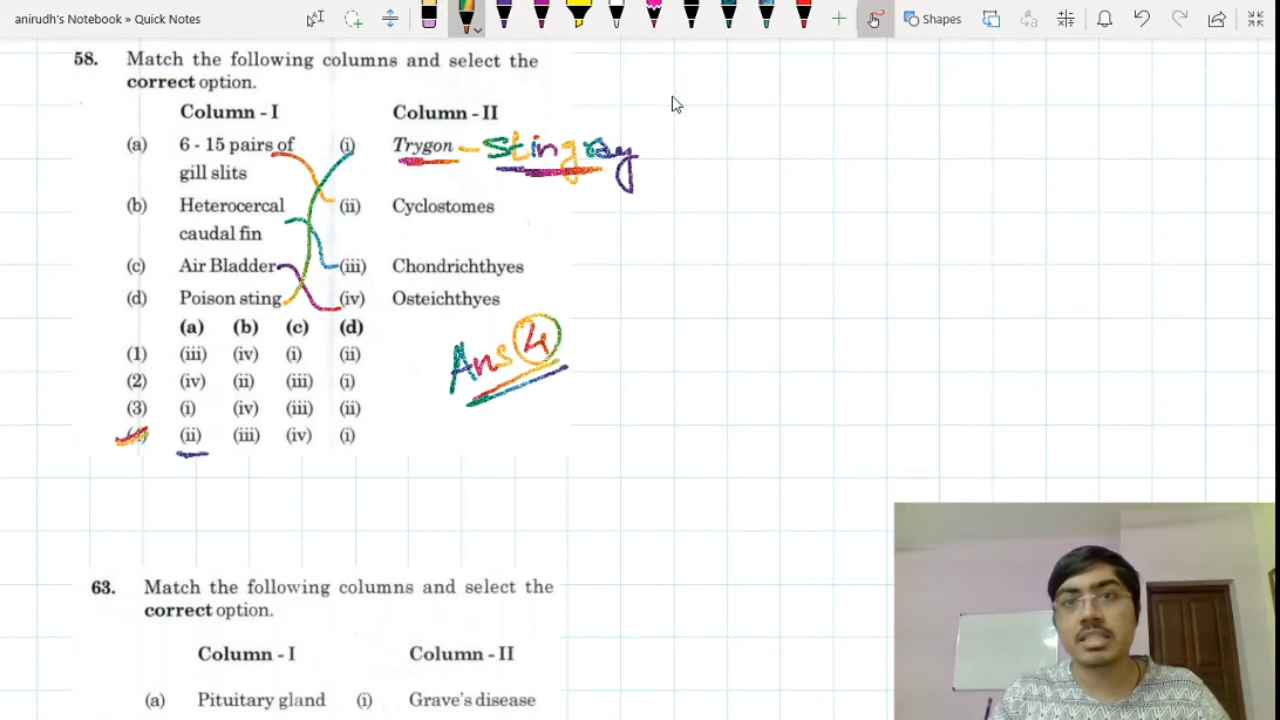 anirudh's Notebook » Quick Notes
Shapes
58. Match the following columns and select the
correct option.
Column - I Column - II
(a) 6 - 15 pairs of (i) Trygon - Stingray
gill slits
(b) Heterocercal (ii) Cyclostomes
caudal fin
(c) Air Bladder (iii) Chondrichthyes
(d) Poison sting (iv) Osteichthyes
(a) (b) (c) (d)
(1) (iii) (iv) (i) (ii)
(2) (iv) (ii) (iii) (i)
(3) (i) (iv) (iii) (ii)
(ii) (iii) (iv) (i)
Ans 4
63. Match the following columns and select the
correct option.
Column - I Column - II
(a) Pituitary gland (i) Grave's disease